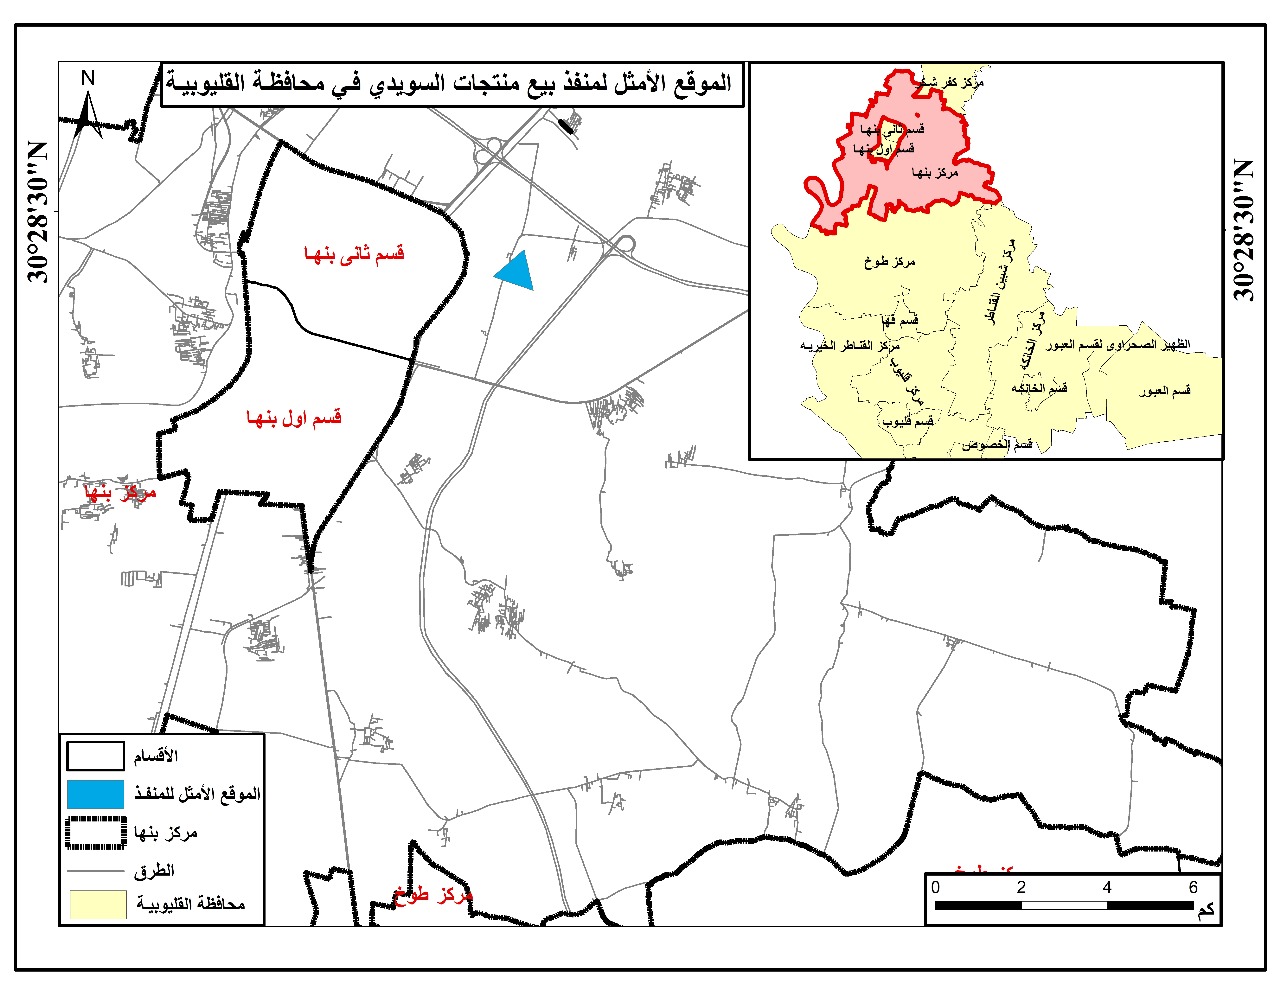 الموقع الأمثل لمنفذ بيع منتجات السويدي في محافظة القليوبية
N
30°28'30"N
30°28'30"N
مركز كفر شكر
قسم ثانى بنها
قسم اول بنها
مركز بنها
مركز طوخ
مركز شبين القناطر
قسم قها
مركز القناطر الخيريه
مركز قليوب
قسم قليوب
مركز الخانكه
قسم الخانكه
الظهير الصحراوى لقسم العبور
قسم العبور
قسم الخصوص
قسم ثانى بنها
قسم اول بنها
مركز بنها
مركز طوخ
الأقسام
الموقع الأمثل للمنفذ
مركز بنها
الطرق
محافظة القليوبية
0 2 4 6
كم